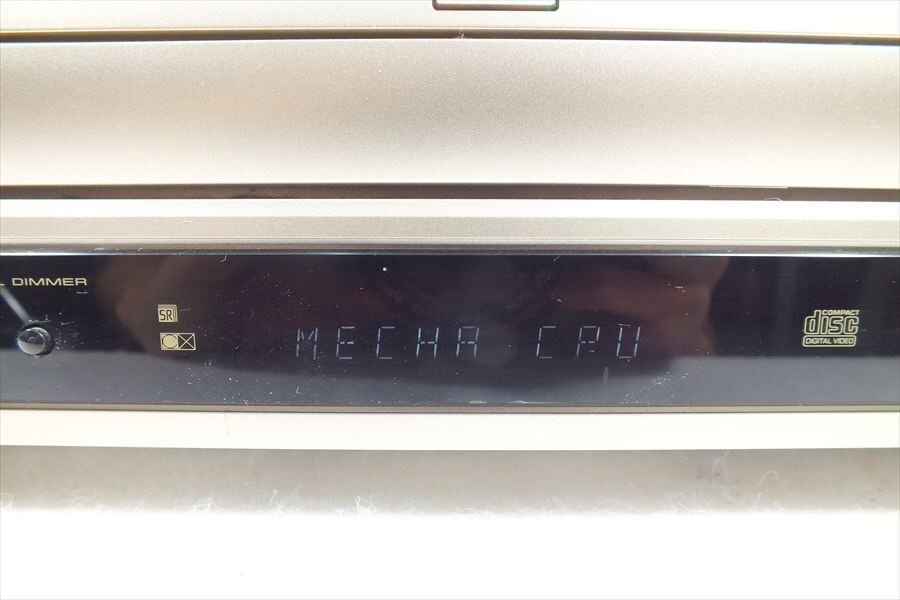 DIMMER
SR
MECHA CPU
COMPACT
disc
DIGITAL VIDEO